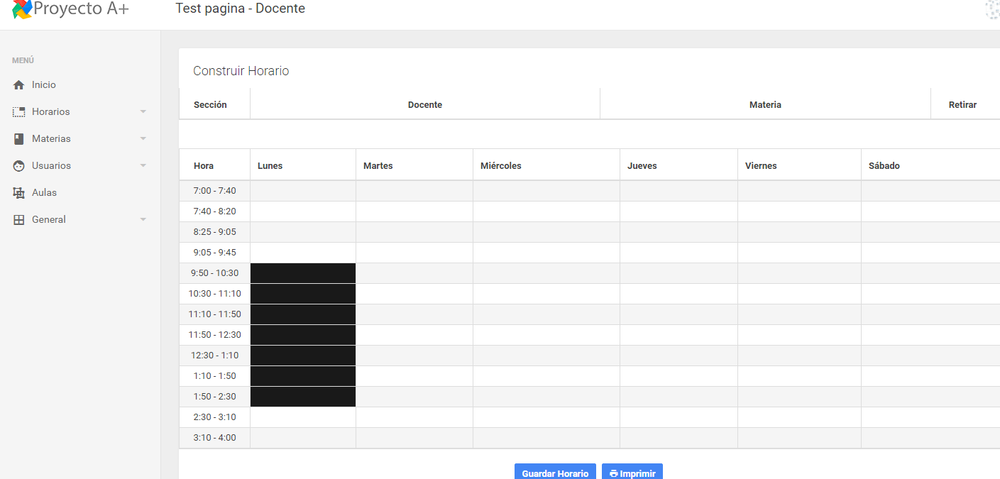 Proyecto A+
Test pagina - Docente
MENÚ
Inicio
Horarios
Materias
Usuarios
Aulas
General
Construir Horario
Sección Docente Materia Retirar
Hora Lunes Martes Miércoles Jueves Viernes Sábado
7:00 - 7:40
7:40 - 8:20
8:25 - 9:05
9:05 - 9:45
9:50 - 10:30
10:30 - 11:10
11:10 - 11:50
11:50 - 12:30
12:30 - 1:10
1:10 - 1:50
1:50 - 2:30
2:30 - 3:10
3:10 - 4:00
Guardar Horario Imprimir